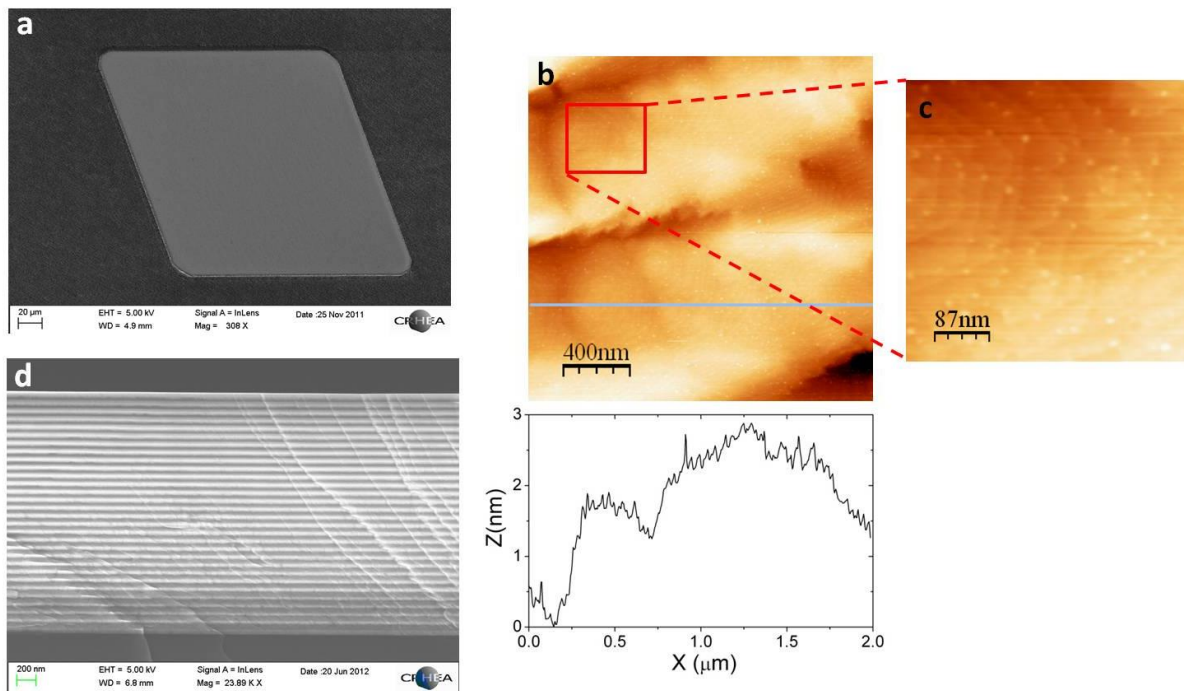 a
20 µm
EHT = 5.00 kV
WD = 4.9 mm
Signal A = InLens
Mag = 308 X
Date :25 Nov 2011
CRHEA
b
400nm
c
87nm
d
200 nm
EHT = 5.00 kV
WD = 6.8 mm
Signal A = InLens
Mag = 23.89 K X
Date :20 Jun 2012
CRHEA
3
2
1
0
Z(nm)
0.0 0.5 1.0 1.5 2.0
X (µm)